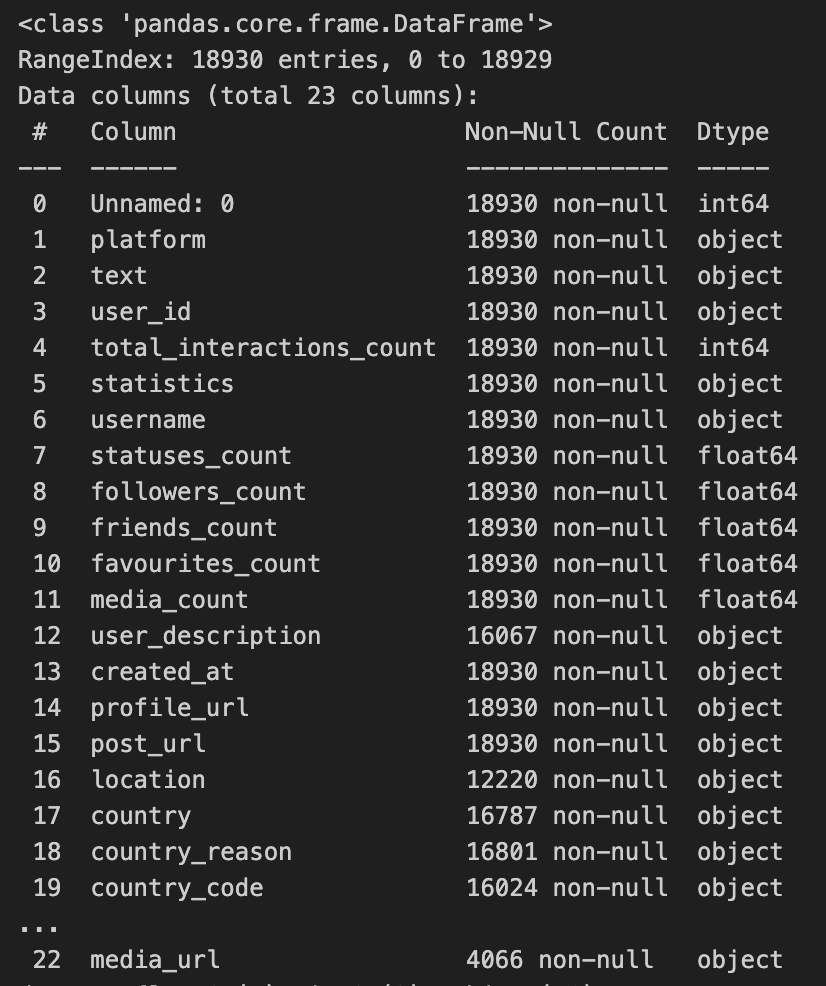 <class 'pandas.core.frame.DataFrame'>
RangeIndex: 18930 entries, 0 to 18929
Data columns (total 23 columns):
 #   Column                    Non-Null Count  Dtype
---  ------                    --------------  -----
 0   Unnamed: 0                18930 non-null  int64
 1   platform                  18930 non-null  object
 2   text                      18930 non-null  object
 3   user_id                   18930 non-null  object
 4   total_interactions_count  18930 non-null  int64
 5   statistics                18930 non-null  object
 6   username                  18930 non-null  object
 7   statuses_count            18930 non-null  float64
 8   followers_count           18930 non-null  float64
 9   friends_count             18930 non-null  float64
 10  favourites_count          18930 non-null  float64
 11  media_count               18930 non-null  float64
 12  user_description          16067 non-null  object
 13  created_at                18930 non-null  object
 14  profile_url               18930 non-null  object
 15  post_url                  18930 non-null  object
 16  location                  12220 non-null  object
 17  country                   16787 non-null  object
 18  country_reason            16801 non-null  object
 19  country_code              16024 non-null  object
...
 22  media_url                 4066 non-null   object